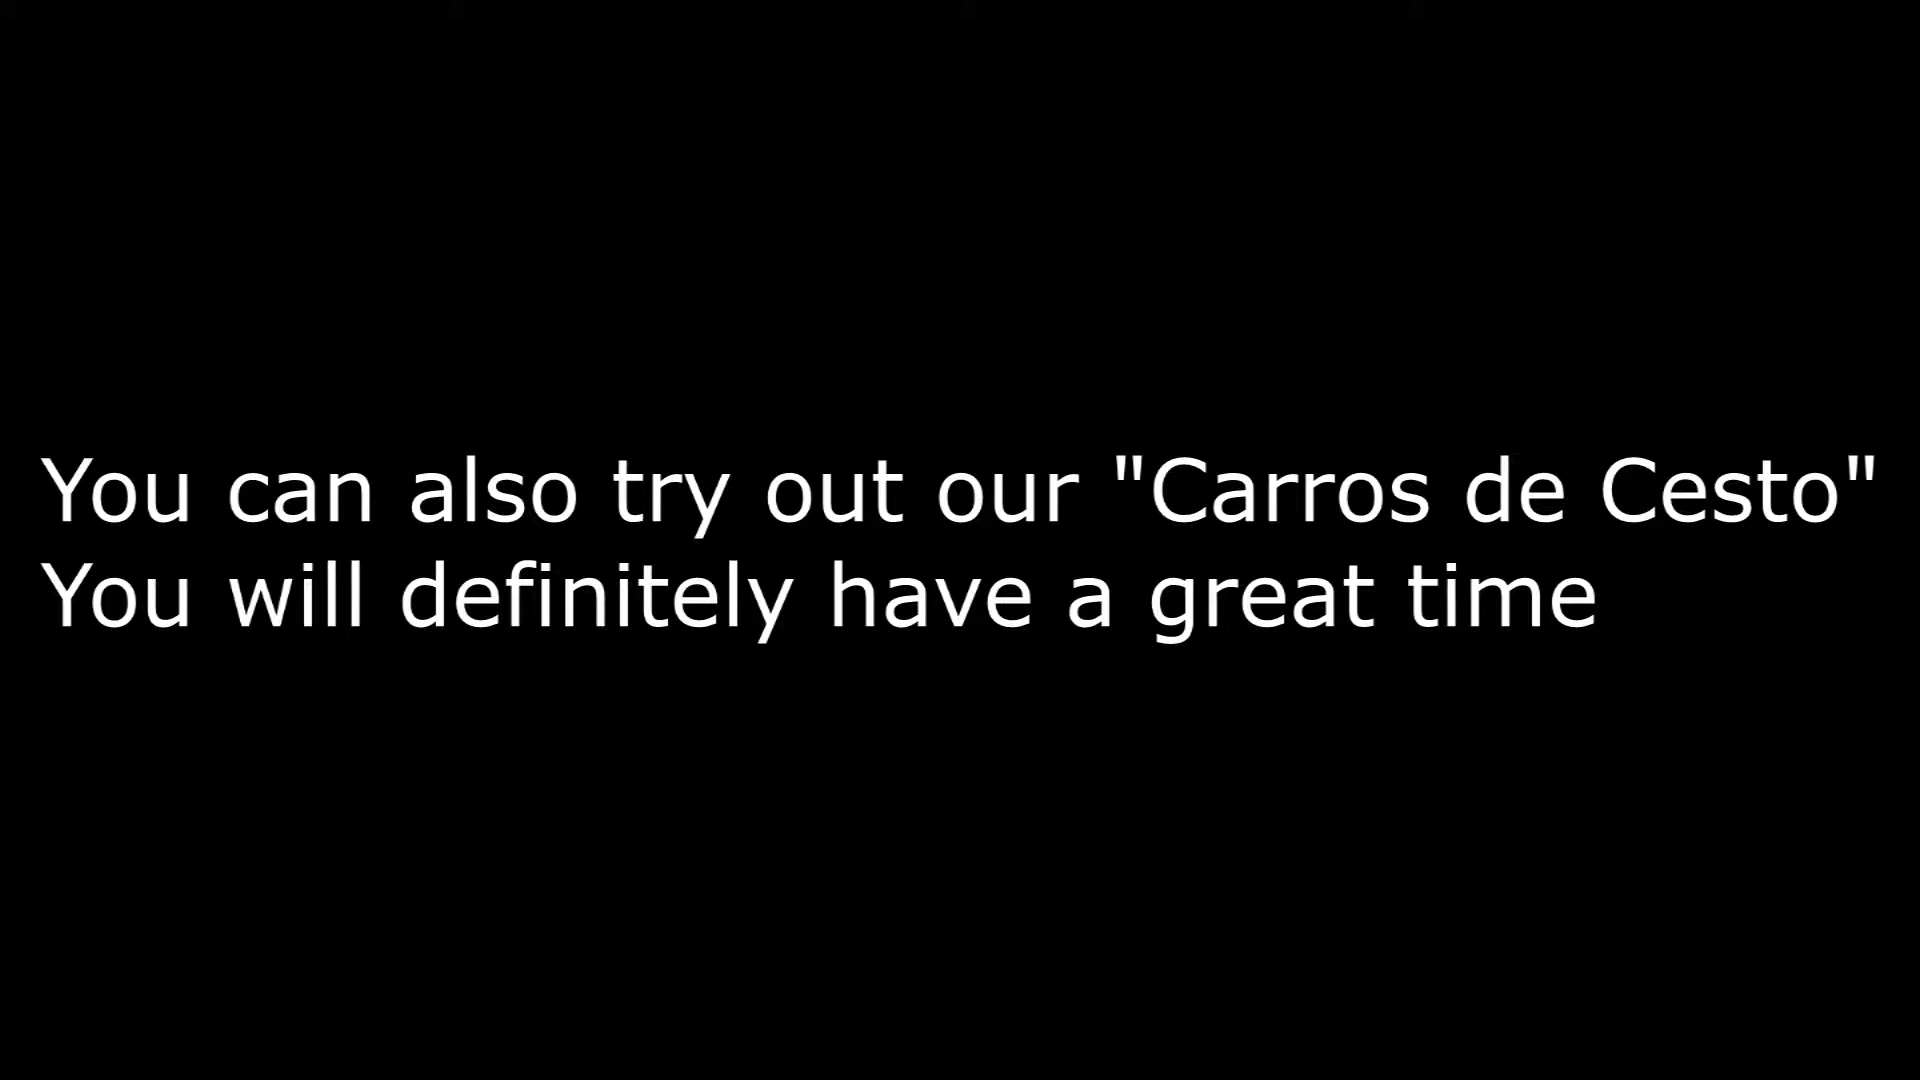 You can also try out our "Carros de Cesto"
You will definitely have a great time